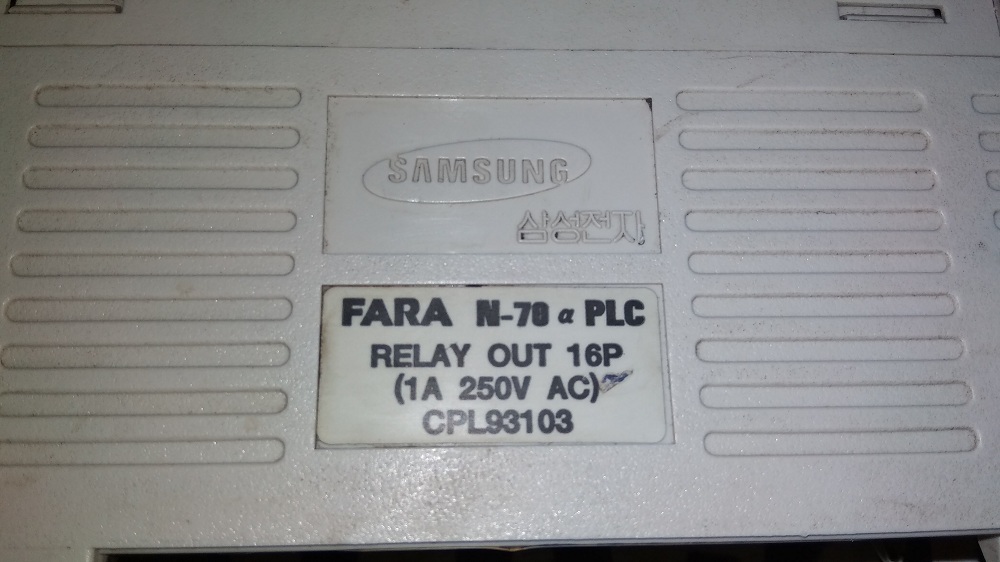 SAMSUNG
삼성전자
FARA N-70 α PLC
RELAY OUT 16P
(1A 250V AC)
CPL93103